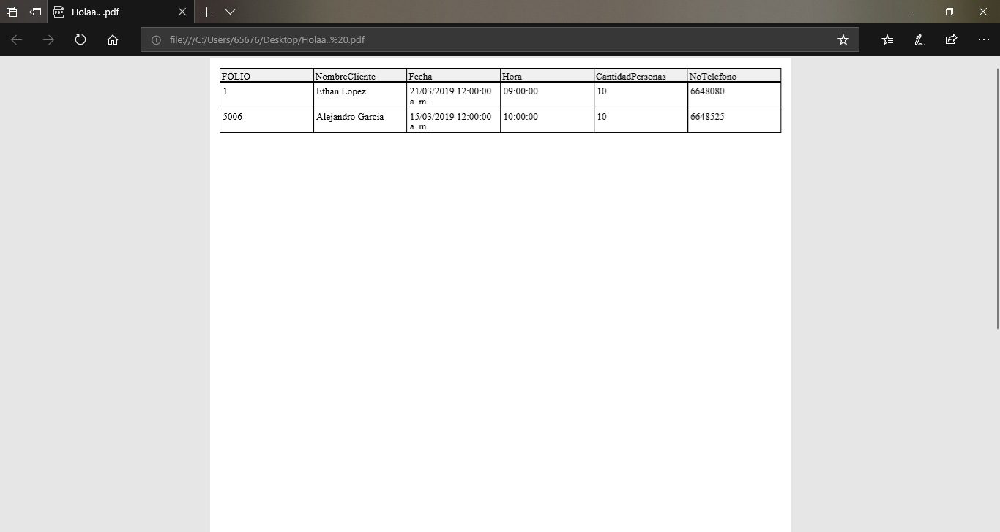 Holaa.. .pdf
file:///C:/Users/65676/Desktop/Holaa..%20.pdf
FOLIO NombreCliente Fecha Hora CantidadPersonas NoTelefono
1 Ethan Lopez 21/03/2019 12:00:00 a. m. 09:00:00 10 6648080
5006 Alejandro Garcia 15/03/2019 12:00:00 a. m. 10:00:00 10 6648525